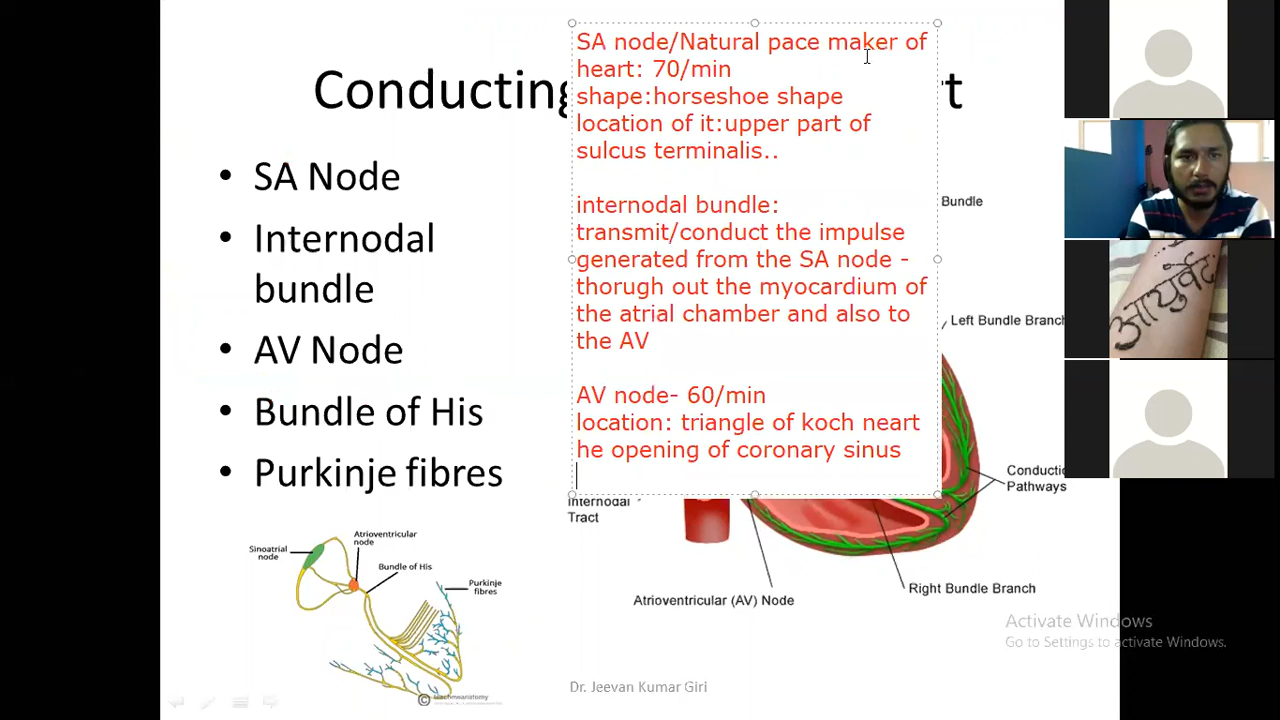 Conducting
rt
SA node/Natural pace maker of
heart: 70/min
shape:horseshoe shape
location of it:upper part of
sulcus terminalis..
internodal bundle:
transmit/conduct the impulse
generated from the SA node -
thorugh out the myocardium of
the atrial chamber and also to
the AV
AV node- 60/min
location: triangle of koch neart
he opening of coronary sinus
• SA Node
• Internodal
bundle
• AV Node
• Bundle of His
• Purkinje fibres
Bundle
Left Bundle Branch
Conductio
Pathways
Internodal
Tract
Right Bundle Branch
Atrioventricular (AV) Node
Sinoatrial
node
Atrioventricular
node
Bundle of His
Purkinje
fibres
© teachmeanatomy
Dr. Jeevan Kumar Giri
Activate Windows
Go to Settings to activate Windows.
आयुर्वेद